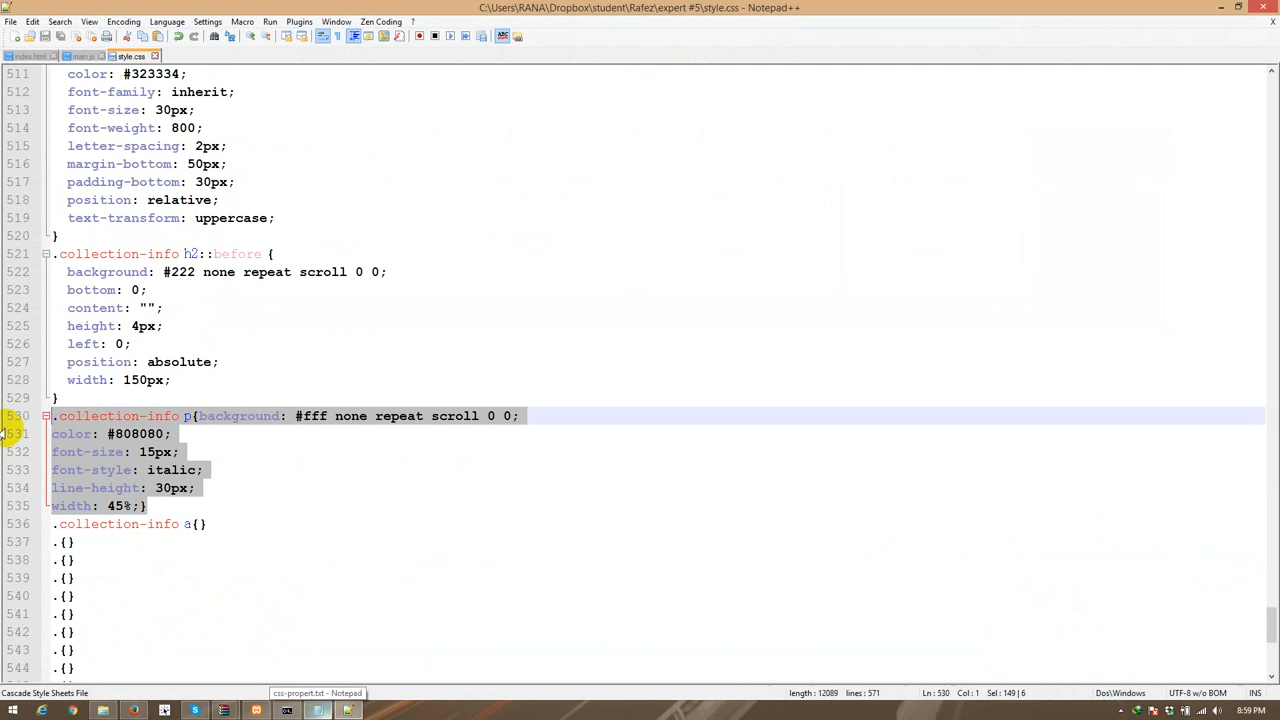 C:\Users\RANA\Dropbox\student\Rafez\expert #5\style.css - Notepad++
File Edit Search View Encoding Language Settings Macro Run Plugins Window Zen Coding ?
index.html main.js style.css
511 color: #323334;
512 font-family: inherit;
513 font-size: 30px;
514 font-weight: 800;
515 letter-spacing: 2px;
516 margin-bottom: 50px;
517 padding-bottom: 30px;
518 position: relative;
519 text-transform: uppercase;
520 }
521 .collection-info h2::before {
522 background: #222 none repeat scroll 0 0;
523 bottom: 0;
524 content: "";
525 height: 4px;
526 left: 0;
527 position: absolute;
528 width: 150px;
529 }
530 .collection-info p{background: #fff none repeat scroll 0 0;
531 color: #808080;
532 font-size: 15px;
533 font-style: italic;
534 line-height: 30px;
535 width: 45%;}
536 .collection-info a{}
537 .{}
538 .{}
539 .{}
540 .{}
541 .{}
542 .{}
543 .{}
544 .{}
css-propert.txt - Notepad
Cascade Style Sheets File length : 12089 lines : 571 Ln : 530 Col : 1 Sel : 149 | 6 Dos\Windows UTF-8 w/o BOM INS
8:59 PM